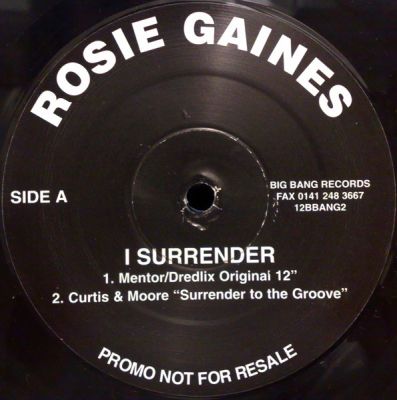 ROSIE GAINES
SIDE A
BIG BANG RECORDS
FAX 0141 248 3667
12BBANG2
I SURRENDER
1. Mentor/Dredlix Originai 12”
2. Curtis & Moore “Surrender to the Groove”
PROMO NOT FOR RESALE